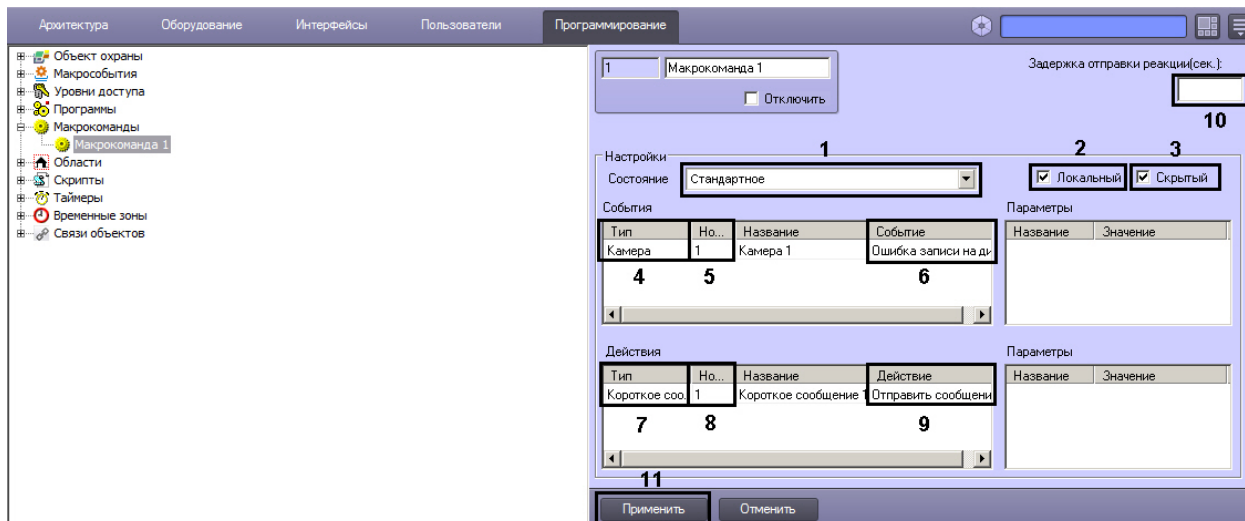 Архитектура Оборудование Интерфейсы Пользователи Программирование
Объект охраны
Макрособытия
Уровни доступа
Программы
Макрокоманды
Макрокоманда 1
Области
Скрипты
Таймеры
Временные зоны
Связи объектов
1 Макрокоманда 1
Отключить
Задержка отправки реакции(сек.):
10
Настройки
1 2 3
Состояние Стандартное Локальный Скрытый
События Параметры
Тип Но... Название Событие Название Значение
Камера 1 Камера 1 Ошибка записи на ди
4 5 6
Действия Параметры
Тип Но... Название Действие Название Значение
Короткое соо. 1 Короткое сообщение 1 Отправить сообщени
7 8 9
11
Применить Отменить